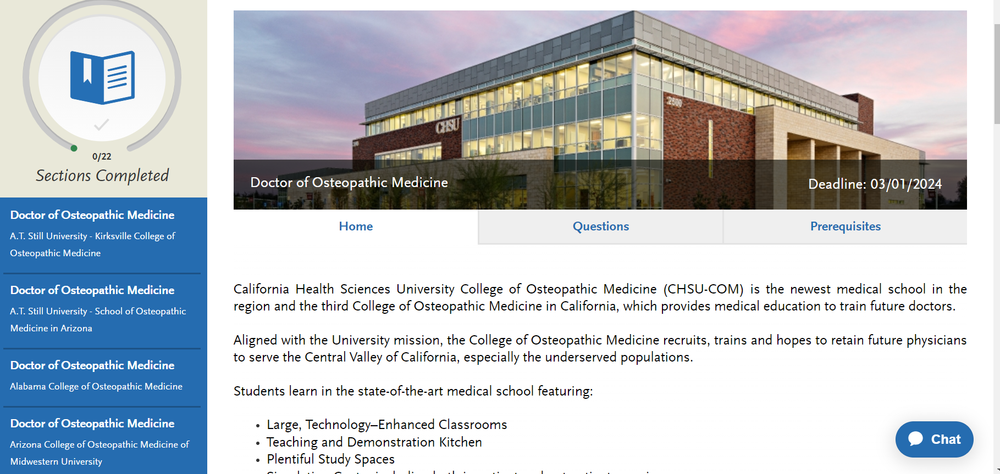 0/22
Sections Completed
Doctor of Osteopathic Medicine
A.T. Still University - Kirksville College of
Osteopathic Medicine
Doctor of Osteopathic Medicine
A.T. Still University - School of Osteopathic
Medicine in Arizona
Doctor of Osteopathic Medicine
Alabama College of Osteopathic Medicine
Doctor of Osteopathic Medicine
Arizona College of Osteopathic Medicine of
Midwestern University
CHSU
2500
Doctor of Osteopathic Medicine
Deadline: 03/01/2024
Home
Questions
Prerequisites
California Health Sciences University College of Osteopathic Medicine (CHSU-COM) is the newest medical school in the
region and the third College of Osteopathic Medicine in California, which provides medical education to train future doctors.
Aligned with the University mission, the College of Osteopathic Medicine recruits, trains and hopes to retain future physicians
to serve the Central Valley of California, especially the underserved populations.
Students learn in the state-of-the-art medical school featuring:
• Large, Technology–Enhanced Classrooms
• Teaching and Demonstration Kitchen
• Plentiful Study Spaces
Chat